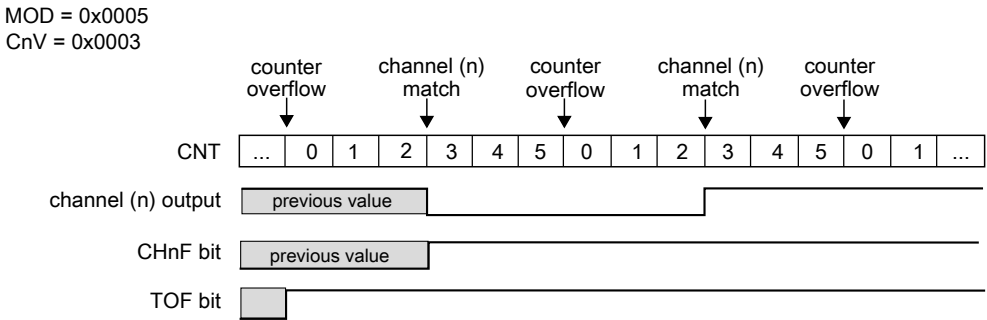 MOD = 0x0005
CnV = 0x0003
counter overflow
channel (n) match
counter overflow
channel (n) match
counter overflow
CNT ... 0 1 2 3 4 5 0 1 2 3 4 5 0 1 ...
channel (n) output previous value
CHnF bit previous value
TOF bit